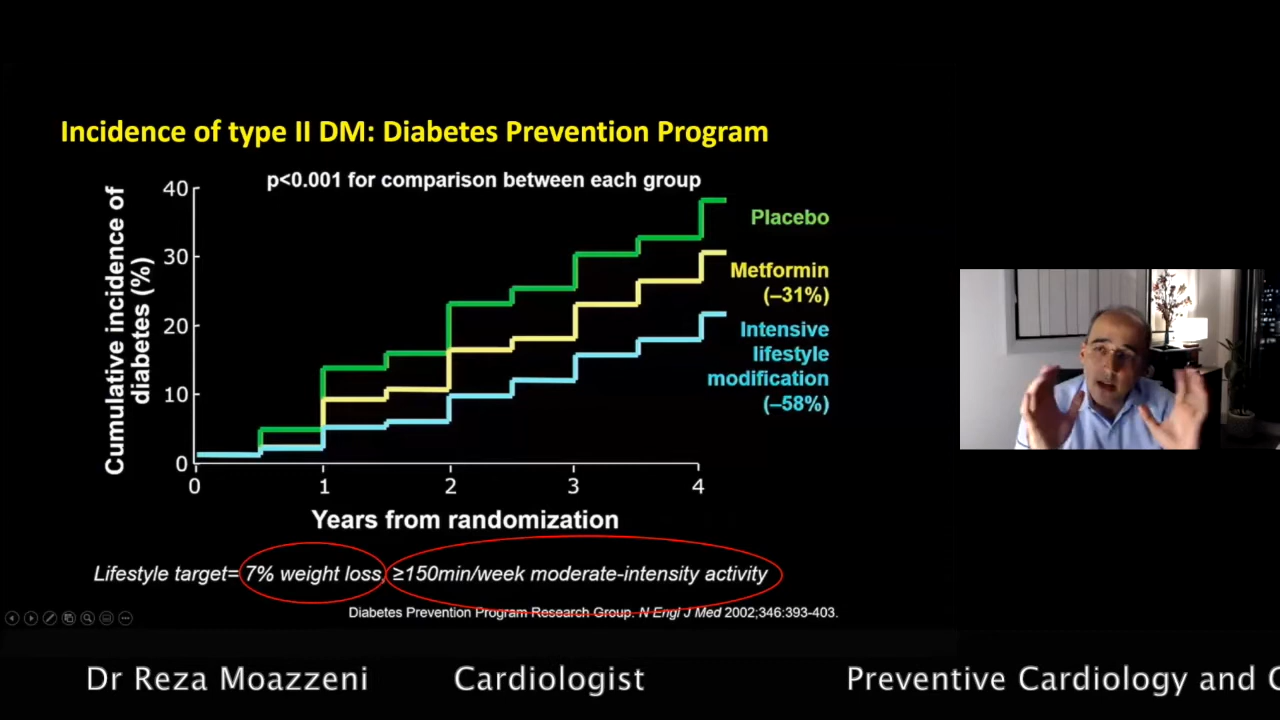 Incidence of type II DM: Diabetes Prevention Program
p<0.001 for comparison between each group
Cumulative incidence of
diabetes (%)
40
30
20
10
0
Placebo
Metformin
(–31%)
Intensive
lifestyle
modification
(–58%)
0 1 2 3 4
Years from randomization
Lifestyle target= 7% weight loss, ≥150min/week moderate-intensity activity
Diabetes Prevention Program Research Group. N Engl J Med 2002;346:393-403.
Dr Reza Moazzeni Cardiologist Preventive Cardiology and C